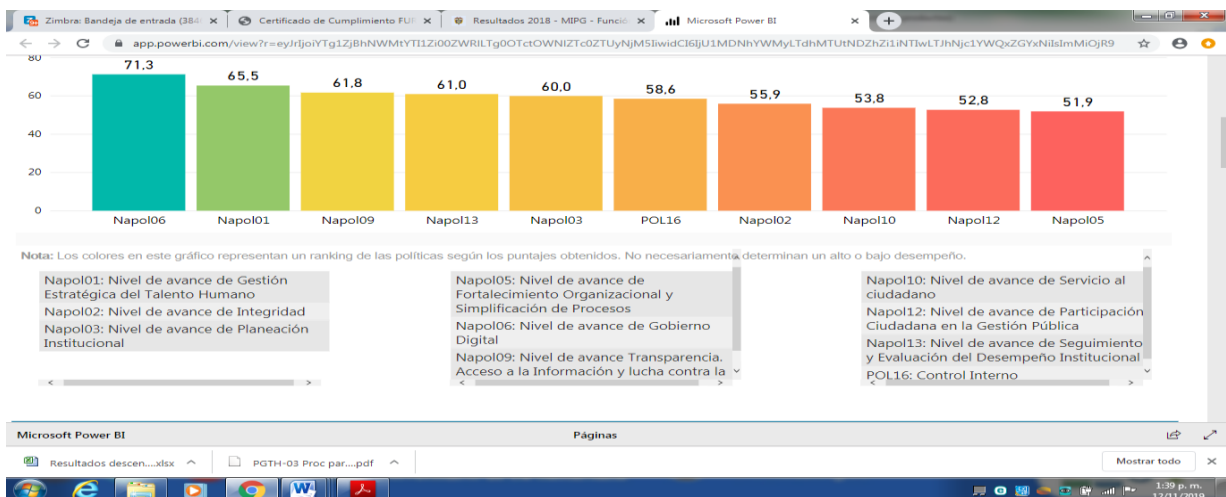 Zimbra: Bandeja de entrada (384
Certificado de Cumplimiento FUR
Resultados 2018 - MIPG - Funció
Microsoft Power BI
80
71,3
65,5
61,8
61,0
60,0
58,6
55,9
53,8
52,8
51,9
60
40
20
0
Napol06 Napol01 Napol09 Napol13 Napol03 POL16 Napol02 Napol10 Napol12 Napol05
Nota: Los colores en este gráfico representan un ranking de las políticas según los puntajes obtenidos. No necesariamente determinan un alto o bajo desempeño.
Napol01: Nivel de avance de Gestión
Estratégica del Talento Humano
Napol02: Nivel de avance de Integridad
Napol03: Nivel de avance de Planeación
Institucional
Napol05: Nivel de avance de
Fortalecimiento Organizacional y
Simplificación de Procesos
Napol06: Nivel de avance de Gobierno
Digital
Napol09: Nivel de avance Transparencia.
Acceso a la Información y lucha contra la
Napol10: Nivel de avance de Servicio al
ciudadano
Napol12: Nivel de avance de Participación
Ciudadana en la Gestión Pública
Napol13: Nivel de avance de Seguimiento
y Evaluación del Desempeño Institucional
POL16: Control Interno
Microsoft Power BI
Páginas
Resultados descen....xlsx
PGTH-03 Proc par....pdf
Mostrar todo
1:39 p. m.
12/11/2019